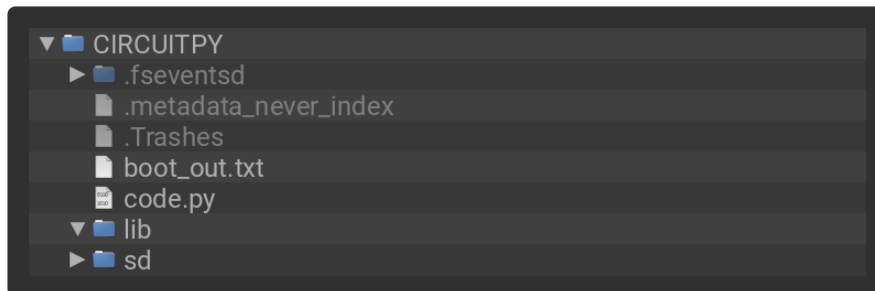 CIRCUITPY
.fseventsd
.metadata_never_index
.Trashes
boot_out.txt
code.py
lib
sd